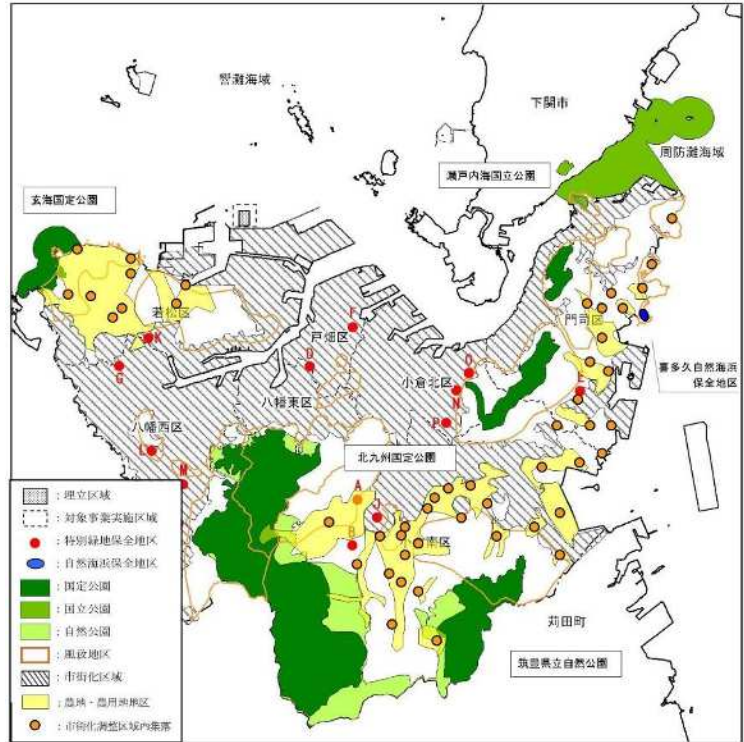 響灘海域
下関市
周防灘海域
瀬戸内海国立公園
玄海国定公園
若松区
門司区
F
戸畑区
K
D
O
喜多久自然海浜
保全地区
G
小倉北区
E
八幡東区
N
八幡西区
P
L
北九州国定公園
M
A
J
B
南区
苅田町
筑豊県立自然公園
：埋立区域
：対象事業実施区域
：特別緑地保全地区
：自然海浜保全地区
：国定公園
：国立公園
：自然公園
：風致地区
：市街化区域
：農地・農用地地区
：市街化調整区域内集落